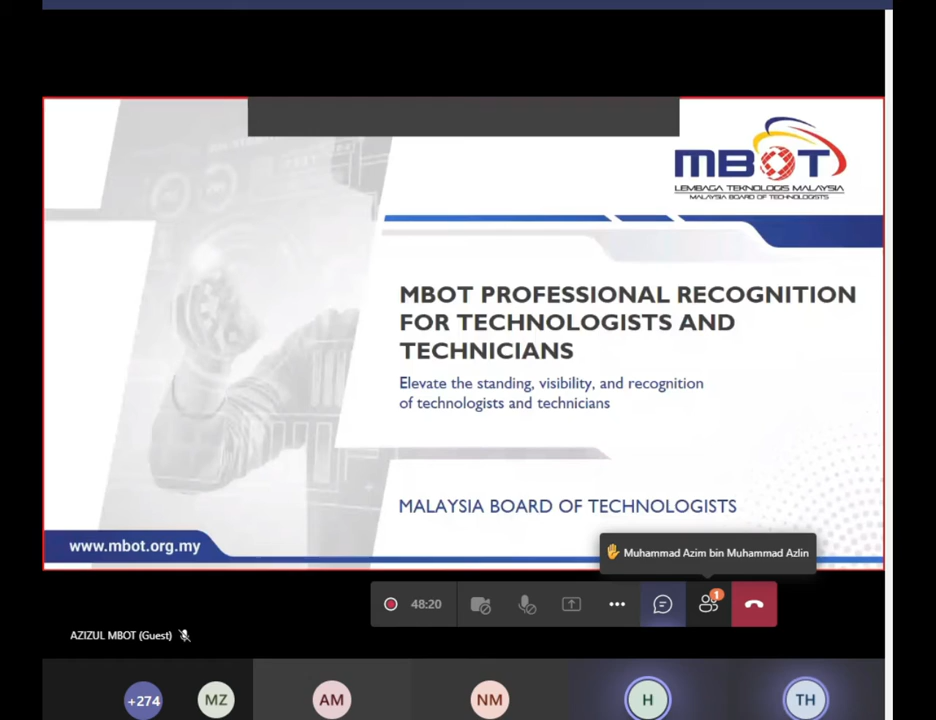 MBOT
LEMBAGA TEKNOLOGIS MALAYSIA
MALAYSIA BOARD OF TECHNOLOGISTS
MBOT PROFESSIONAL RECOGNITION
FOR TECHNOLOGISTS AND
TECHNICIANS
Elevate the standing, visibility, and recognition
of technologists and technicians
MALAYSIA BOARD OF TECHNOLOGISTS
www.mbot.org.my
Muhammad Azim bin Muhammad Azlin
48:20
1
AZIZUL MBOT (Guest)
+274
MZ
AM
NM
H
TH